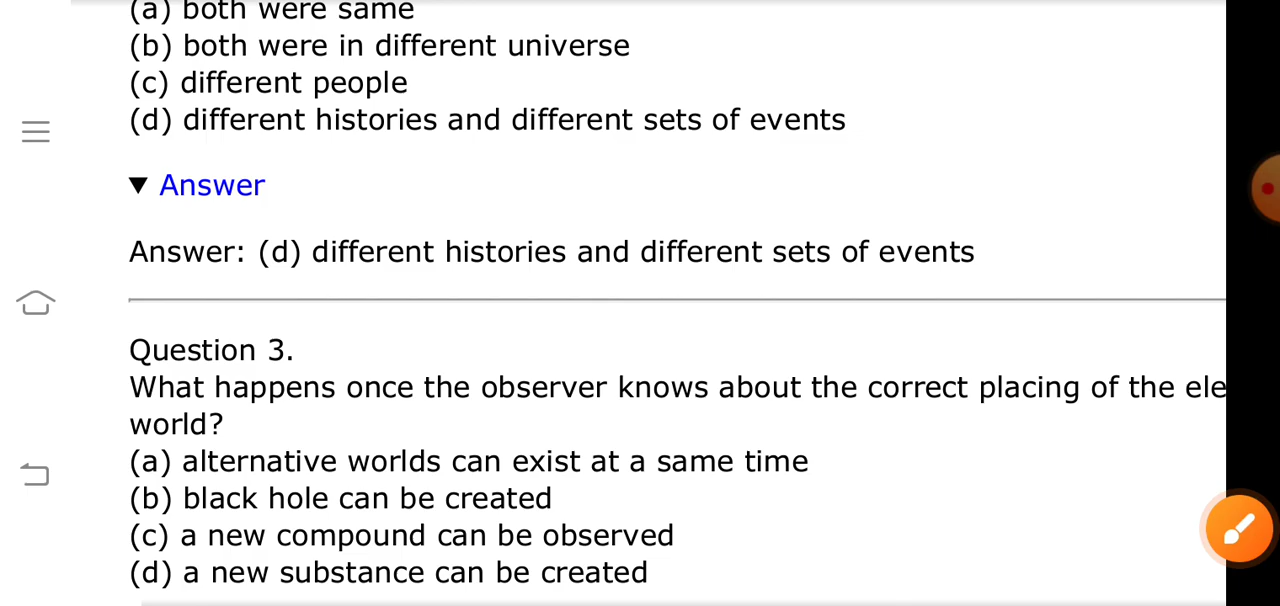 (a) both were same
(b) both were in different universe
(c) different people
(d) different histories and different sets of events
▼ Answer
Answer: (d) different histories and different sets of events
Question 3.
What happens once the observer knows about the correct placing of the ele
world?
(a) alternative worlds can exist at a same time
(b) black hole can be created
(c) a new compound can be observed
(d) a new substance can be created